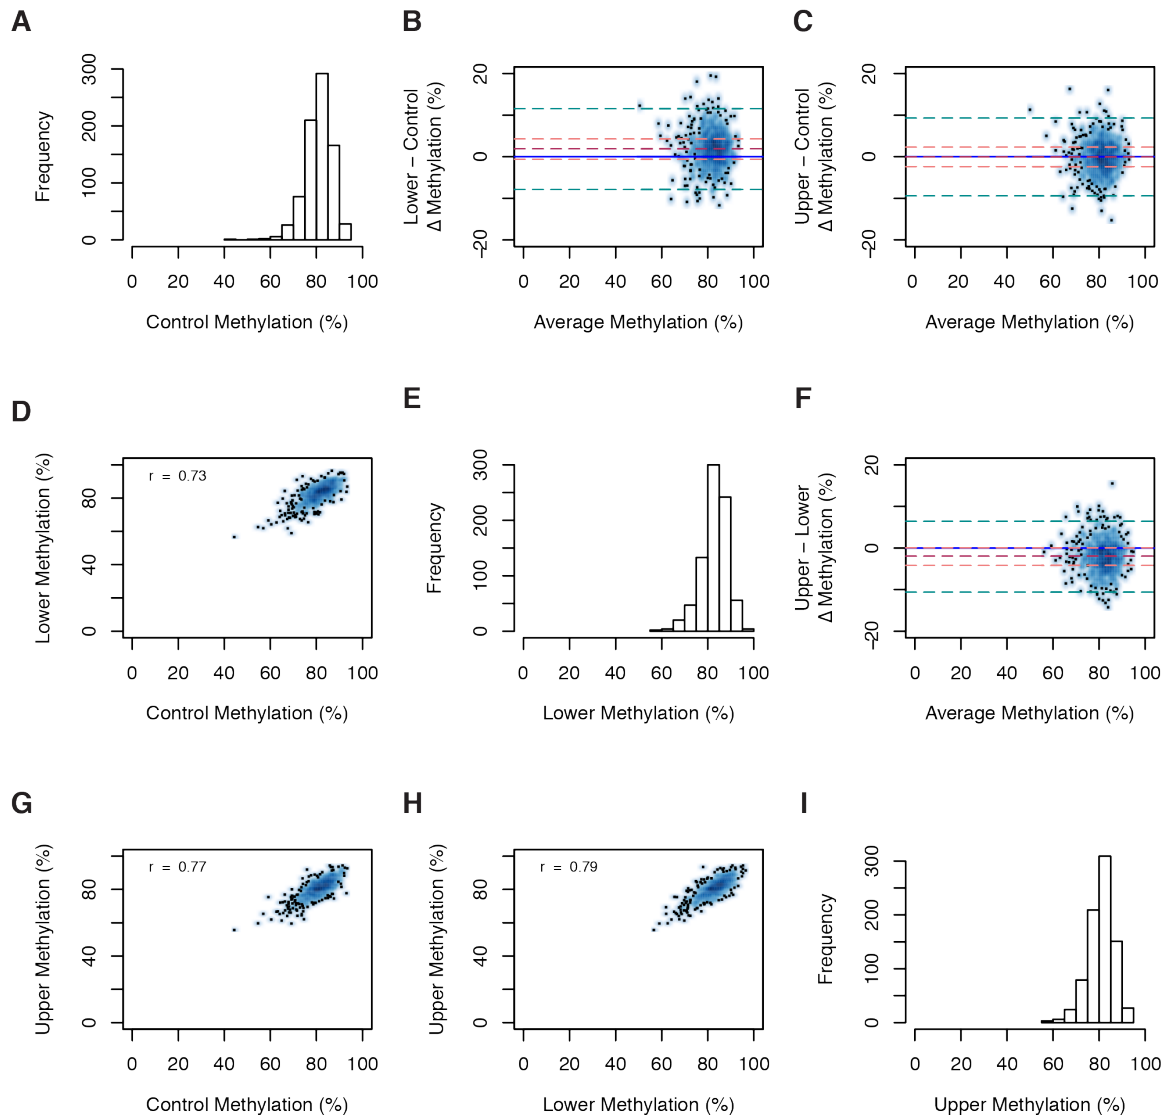 A
Frequency
0 100 200 300
0 20 40 60 80 100
Control Methylation (%)
B
Lower − Control
Δ Methylation (%)
-20 0 20
0 20 40 60 80 100
Average Methylation (%)
C
Upper − Control
Δ Methylation (%)
-20 0 20
0 20 40 60 80 100
Average Methylation (%)
D
Lower Methylation (%)
0 40 80
r = 0.73
0 20 40 60 80 100
Control Methylation (%)
E
Frequency
0 100 200 300
0 20 40 60 80 100
Lower Methylation (%)
F
Upper − Lower
Δ Methylation (%)
-20 0 20
0 20 40 60 80 100
Average Methylation (%)
G
Upper Methylation (%)
0 40 80
r = 0.77
0 20 40 60 80 100
Control Methylation (%)
H
Upper Methylation (%)
0 40 80
r = 0.79
0 20 40 60 80 100
Lower Methylation (%)
I
Frequency
0 100 200 300
0 20 40 60 80 100
Upper Methylation (%)